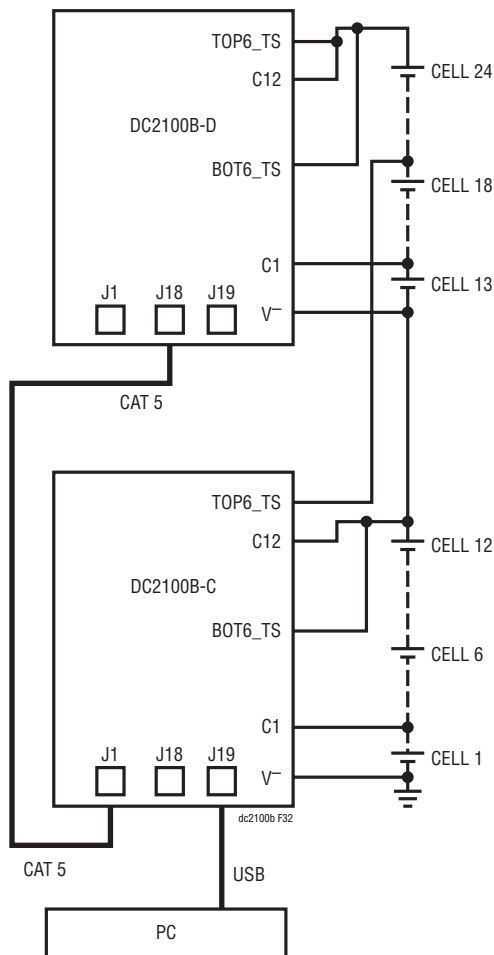 TOP6_TS
C12
CELL 24
DC2100B-D
BOT6_TS
CELL 18
C1
CELL 13
J1 J18 J19
V–
CAT 5
TOP6_TS
C12
CELL 12
DC2100B-C
BOT6_TS
CELL 6
C1
CELL 1
J1 J18 J19
V–
dc2100b F32
CAT 5
USB
PC